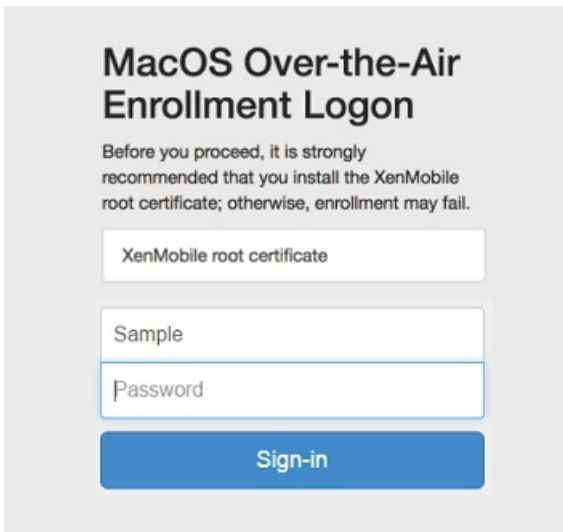 MacOS Over-the-Air
Enrollment Logon
Before you proceed, it is strongly
recommended that you install the XenMobile
root certificate; otherwise, enrollment may fail.
XenMobile root certificate
Sample
Password
Sign-in